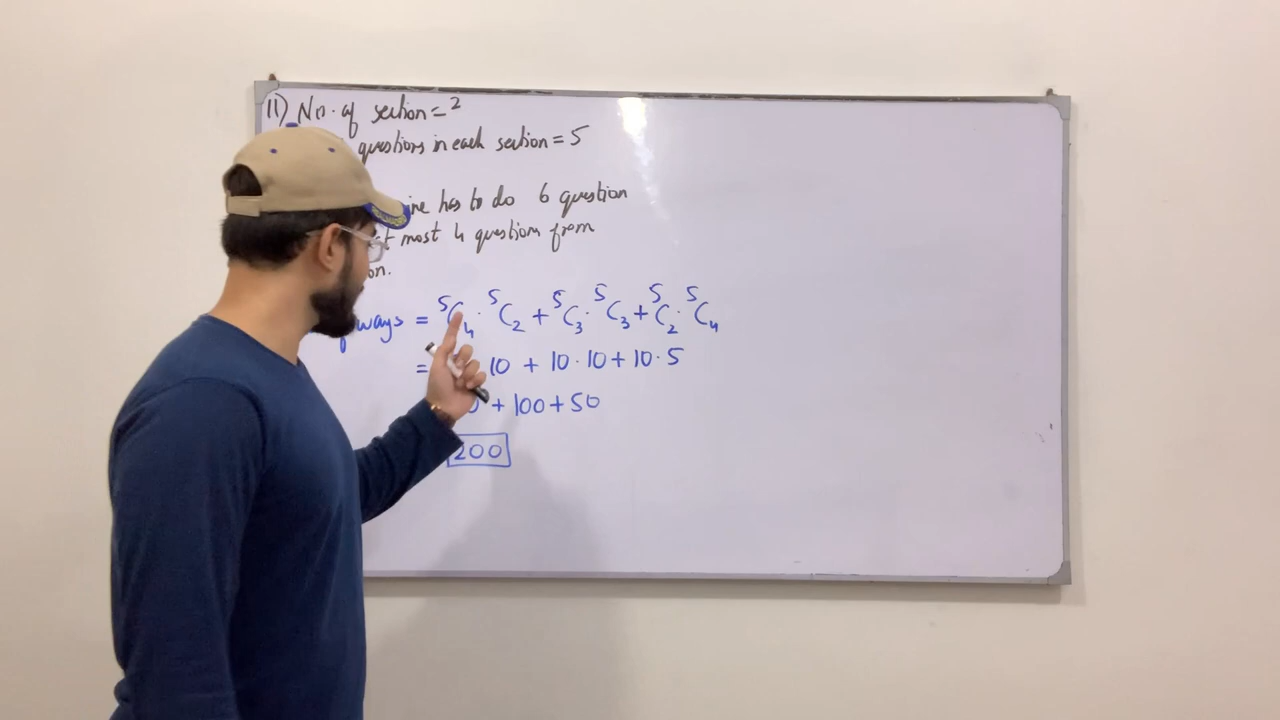 11) No. of section = 2
questions in each section = 5
has to do 6 question
most 4 question from
ways = ⁵C₄ · ⁵C₂ + ⁵C₃ · ⁵C₃ + ⁵C₂ · ⁵C₄
= · 10 + 10 · 10 + 10 · 5
+ 100 + 50
200